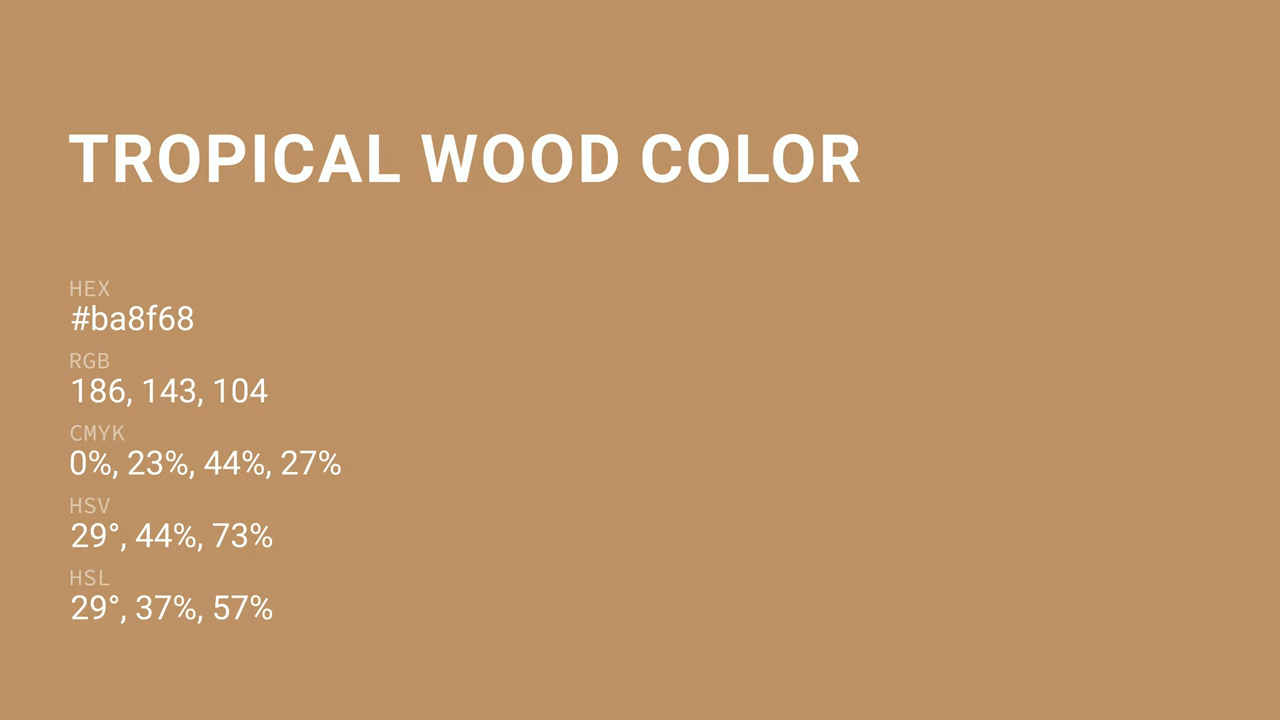 TROPICAL WOOD COLOR
HEX
#ba8f68
RGB
186, 143, 104
CMYK
0%, 23%, 44%, 27%
HSV
29°, 44%, 73%
HSL
29°, 37%, 57%